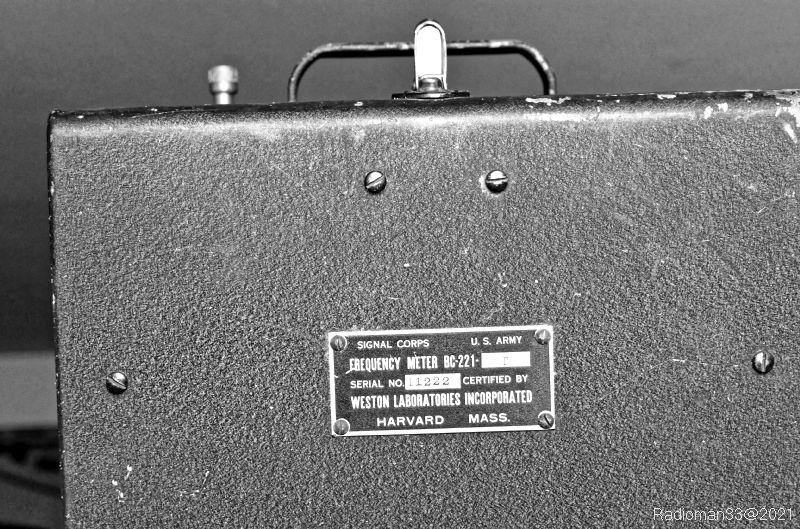 SIGNAL CORPS U. S. ARMY
FREQUENCY METER BC-221-
SERIAL NO. 11222 CERTIFIED BY
WESTON LABORATORIES INCORPORATED
HARVARD MASS.
Radioman33@2021